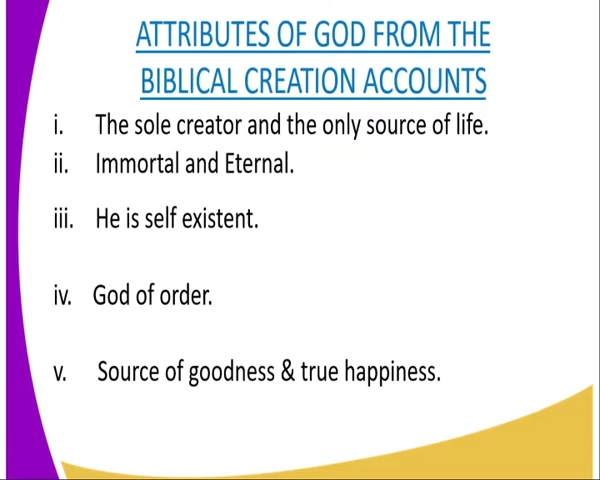 ATTRIBUTES OF GOD FROM THE
BIBLICAL CREATION ACCOUNTS
i. The sole creator and the only source of life.
ii. Immortal and Eternal.
iii. He is self existent.
iv. God of order.
v. Source of goodness & true happiness.